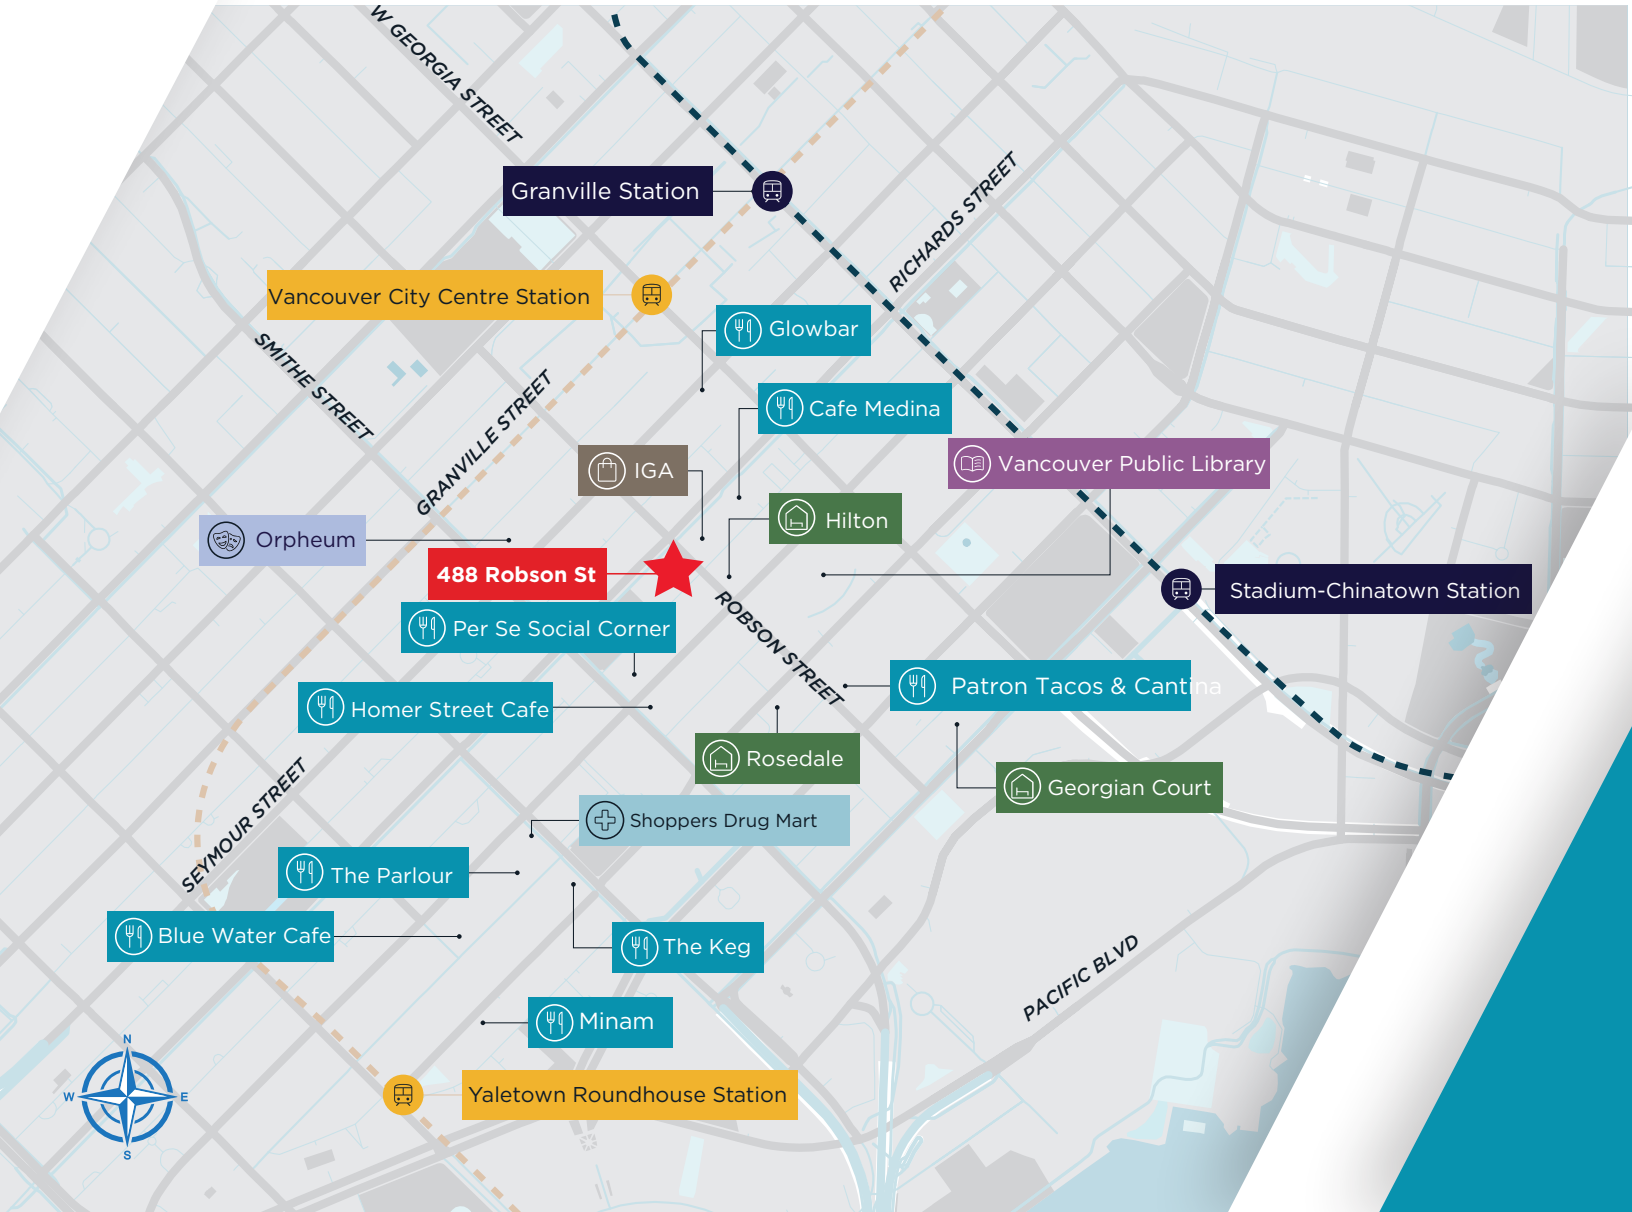 W GEORGIA STREET
RICHARDS STREET
Granville Station
Vancouver City Centre Station
Glowbar
SMITHE STREET
GRANVILLE STREET
Cafe Medina
IGA
Vancouver Public Library
Hilton
Orpheum
488 Robson St
Stadium-Chinatown Station
Per Se Social Corner
ROBSON STREET
Patron Tacos & Cantina
Homer Street Cafe
Rosedale
Georgian Court
SEYMOUR STREET
Shoppers Drug Mart
The Parlour
Blue Water Cafe
The Keg
PACIFIC BLVD
Minam
N
W
E
S
Yaletown Roundhouse Station